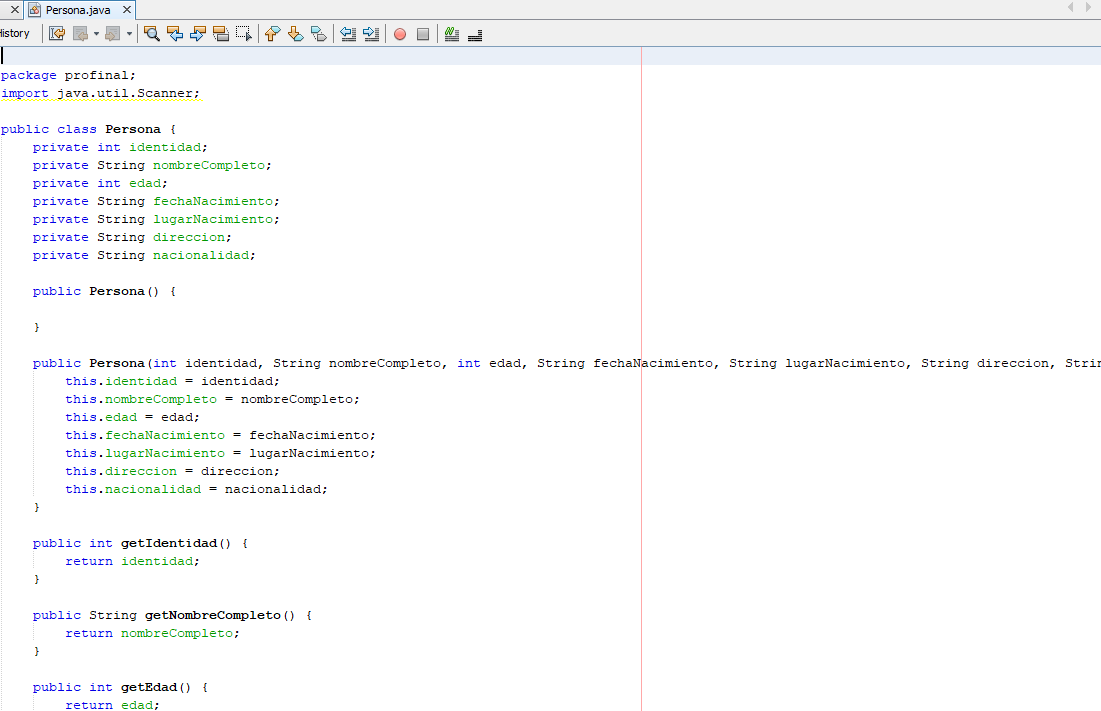 Persona.java
History
package profinal;
import java.util.Scanner;
public class Persona {
    private int identidad;
    private String nombreCompleto;
    private int edad;
    private String fechaNacimiento;
    private String lugarNacimiento;
    private String direccion;
    private String nacionalidad;
    public Persona() {
    }
    public Persona(int identidad, String nombreCompleto, int edad, String fechaNacimiento, String lugarNacimiento, String direccion, Strin
        this.identidad = identidad;
        this.nombreCompleto = nombreCompleto;
        this.edad = edad;
        this.fechaNacimiento = fechaNacimiento;
        this.lugarNacimiento = lugarNacimiento;
        this.direccion = direccion;
        this.nacionalidad = nacionalidad;
    }
    public int getIdentidad() {
        return identidad;
    }
    public String getNombreCompleto() {
        return nombreCompleto;
    }
    public int getEdad() {
        return edad;